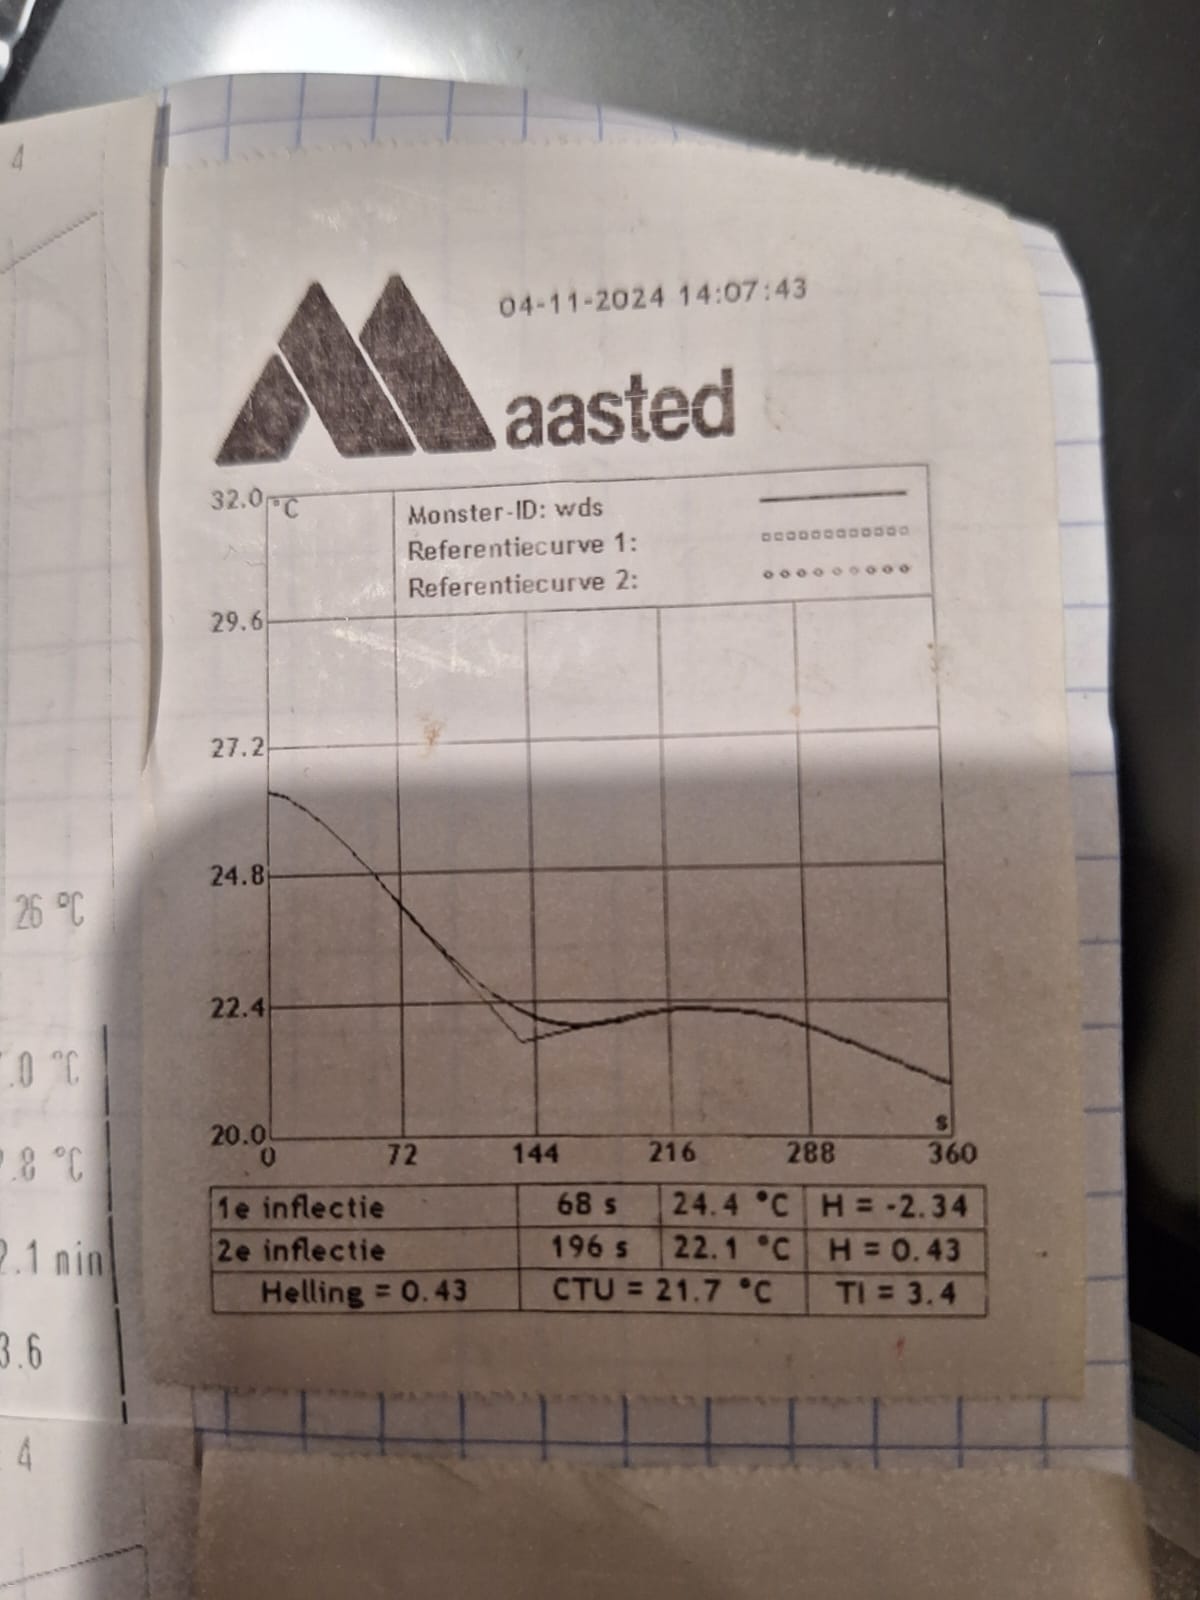 4
04-11-2024 14:07:43
aasted
32.0 °C
Monster-ID: wds
Referentiecurve 1:
Referentiecurve 2:
29.6
27.2
24.8
26 °C
22.4
.0 °C
20.0
s
0 72 144 216 288 360
.8 °C
1e inflectie 68 s 24.4 °C H = -2.34
2e inflectie 196 s 22.1 °C H = 0.43
2.1 min
Helling = 0.43 CTU = 21.7 °C TI = 3.4
3.6
4